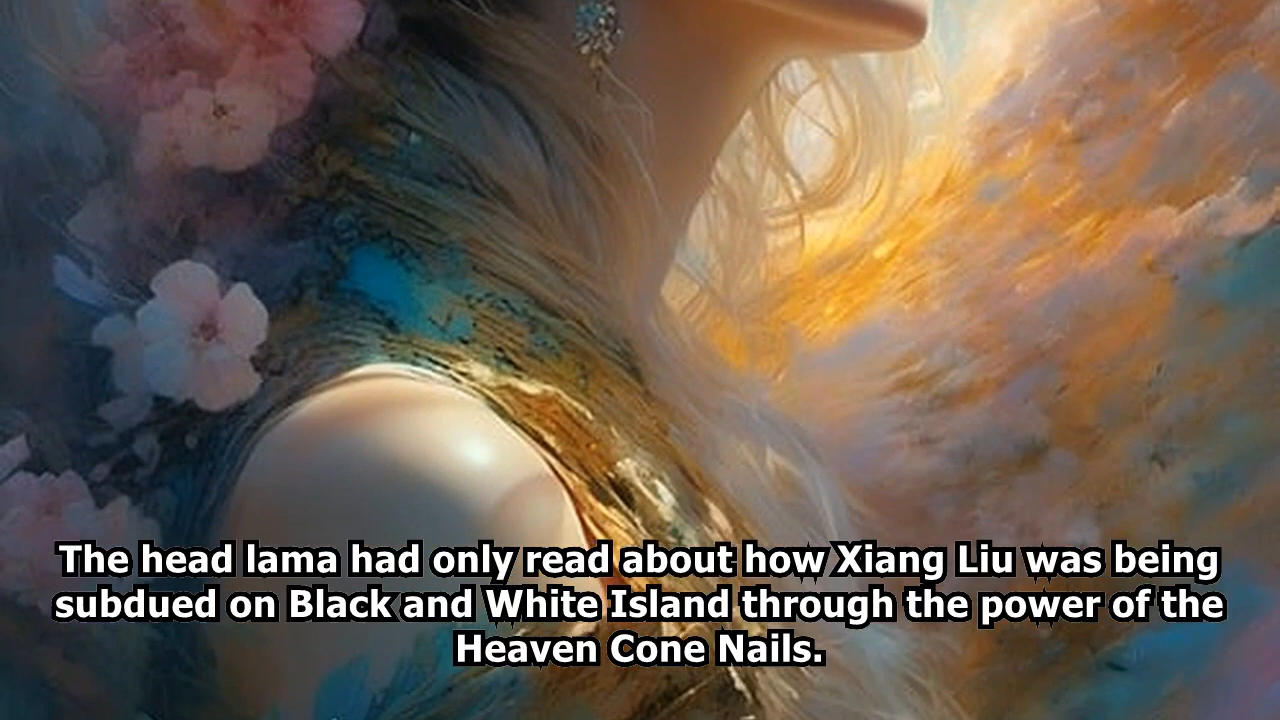 The head lama had only read about how Xiang Liu was being
subdued on Black and White Island through the power of the
Heaven Cone Nails.